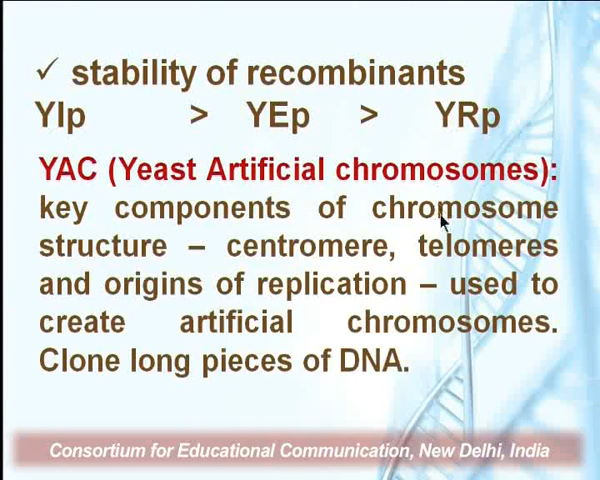 ✓ stability of recombinants
YIp > YEp > YRp
YAC (Yeast Artificial chromosomes):
key components of chromosome
structure – centromere, telomeres
and origins of replication – used to
create artificial chromosomes.
Clone long pieces of DNA.
Consortium for Educational Communication, New Delhi, India